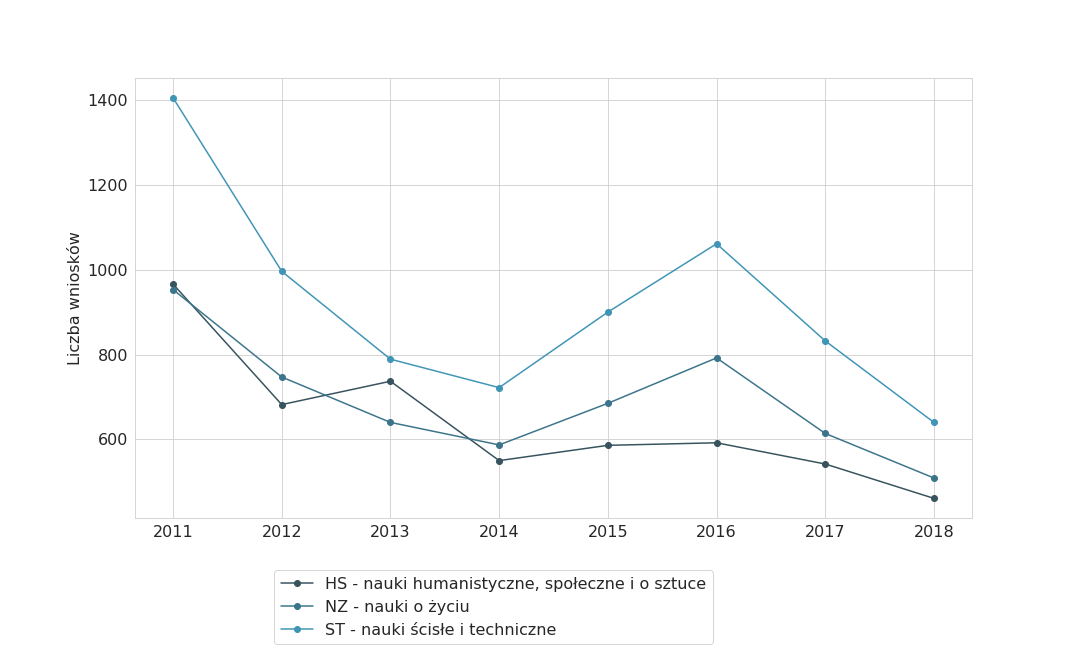 1400
1200
1000
800
600
Liczba wniosków
2011 2012 2013 2014 2015 2016 2017 2018
HS - nauki humanistyczne, społeczne i o sztuce
NZ - nauki o życiu
ST - nauki ścisłe i techniczne